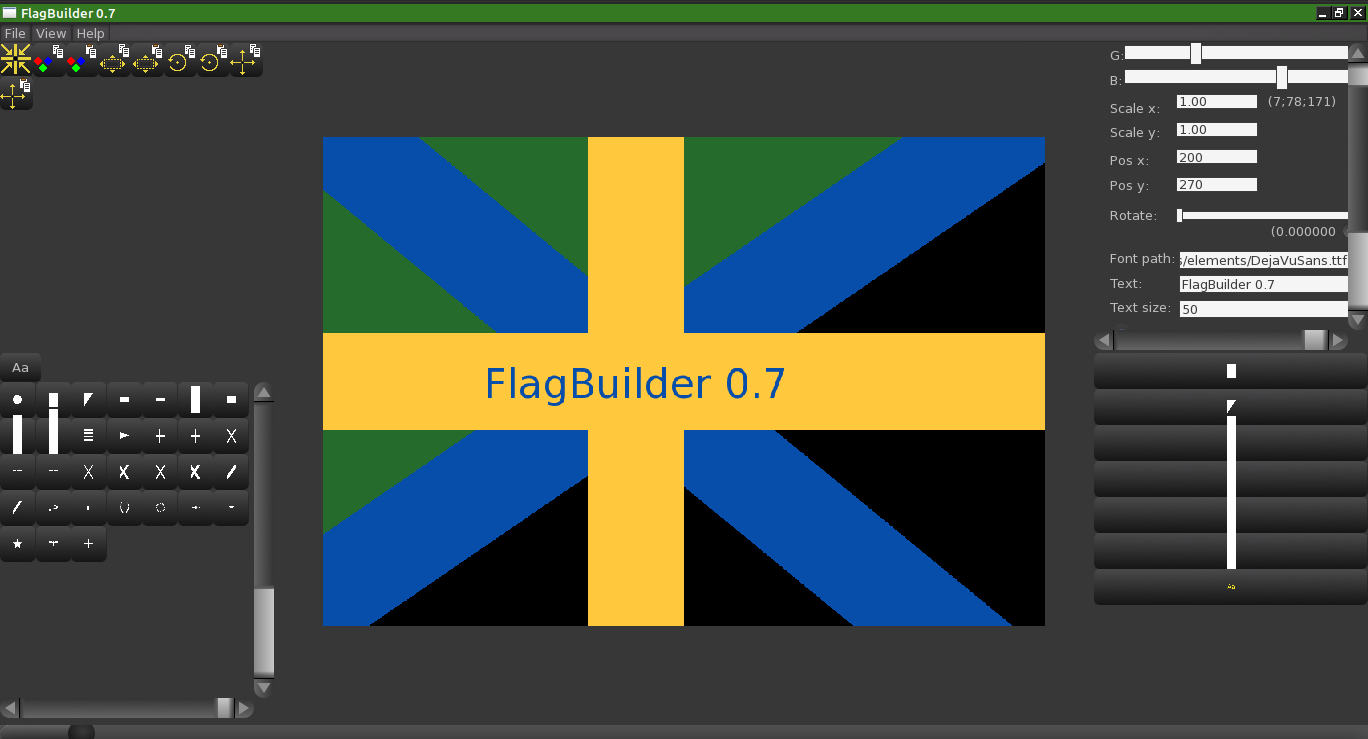 FlagBuilder 0.7
File View Help
G:
B:
Scale x: 1.00 (7;78;171)
Scale y: 1.00
Pos x: 200
Pos y: 270
Rotate:
(0.000000
Font path: s/elements/DejaVuSans.ttf
Text: FlagBuilder 0.7
Text size: 50
Aa
FlagBuilder 0.7
Aa